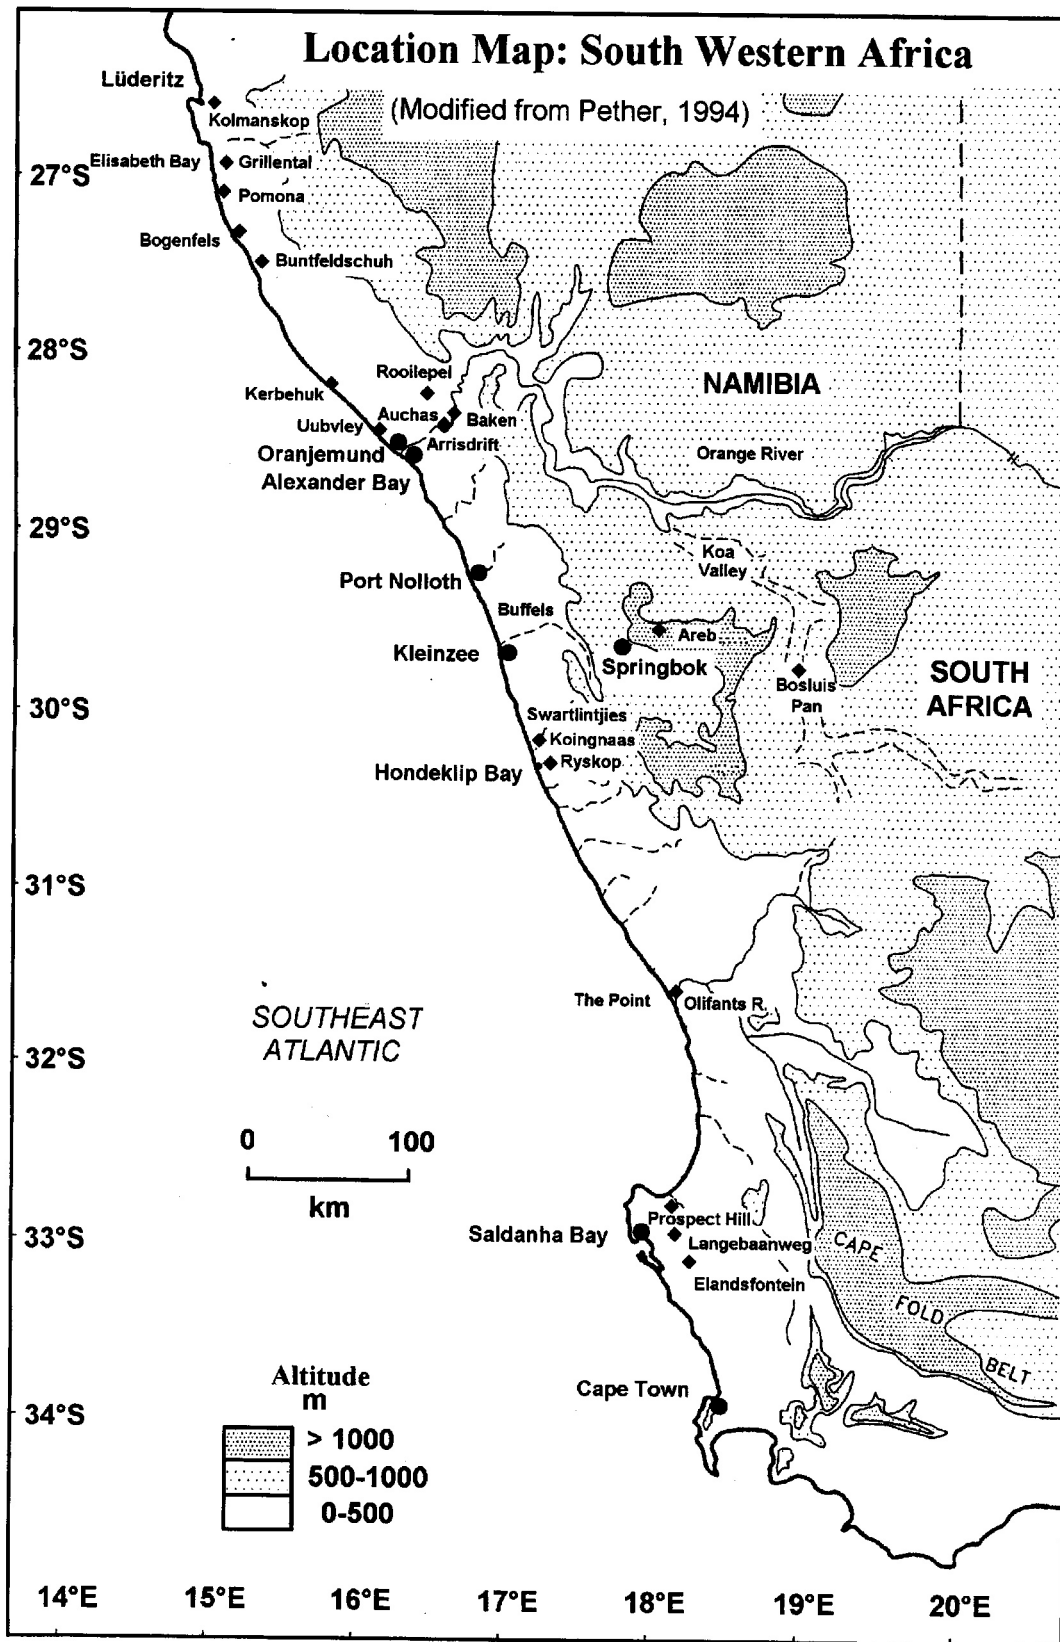 Location Map: South Western Africa
(Modified from Pether, 1994)
Lüderitz
Kolmanskop
Elisabeth Bay
Grillental
27°S
Pomona
Bogenfels
Buntfeldschuh
28°S
Rooilepel
NAMIBIA
Kerbehuk
Auchas
Baken
Uubvley
Arrisdrift
Oranjemund
Orange River
Alexander Bay
29°S
Koa
Valley
Port Nolloth
Buffels
Areb
Kleinzee
Springbok
SOUTH
AFRICA
Bosluis
Pan
30°S
Swartlintjies
Koingnaas
Ryskop
Hondeklip Bay
31°S
The Point
Olifants R.
SOUTHEAST
ATLANTIC
32°S
0 100
km
Prospect Hill
33°S
Saldanha Bay
Langebaanweg
CAPE
Elandsfontein
FOLD
BELT
Altitude
m
Cape Town
34°S
> 1000
500-1000
0-500
14°E 15°E 16°E 17°E 18°E 19°E 20°E